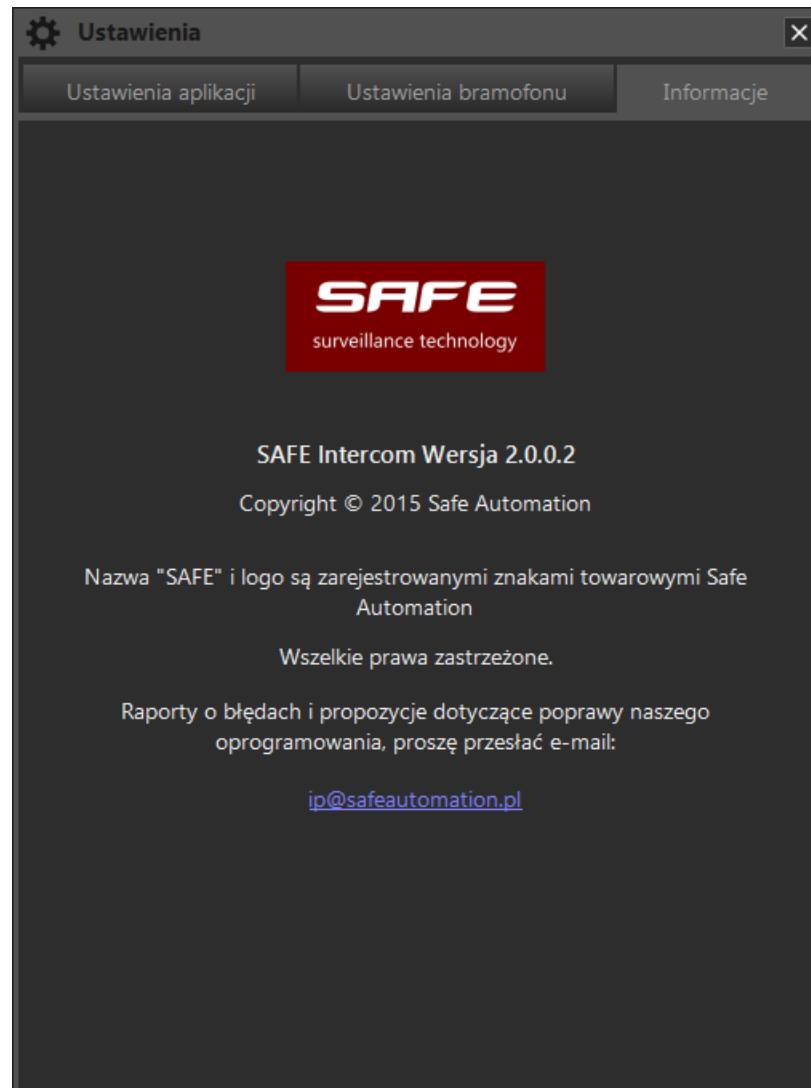 Ustawienia
Ustawienia aplikacji
Ustawienia bramofonu
Informacje
SAFE
surveillance technology
SAFE Intercom Wersja 2.0.0.2
Copyright © 2015 Safe Automation
Nazwa "SAFE" i logo są zarejestrowanymi znakami towarowymi Safe
Automation
Wszelkie prawa zastrzeżone.
Raporty o błędach i propozycje dotyczące poprawy naszego
oprogramowania, proszę przesłać e-mail:
ip@safeautomation.pl